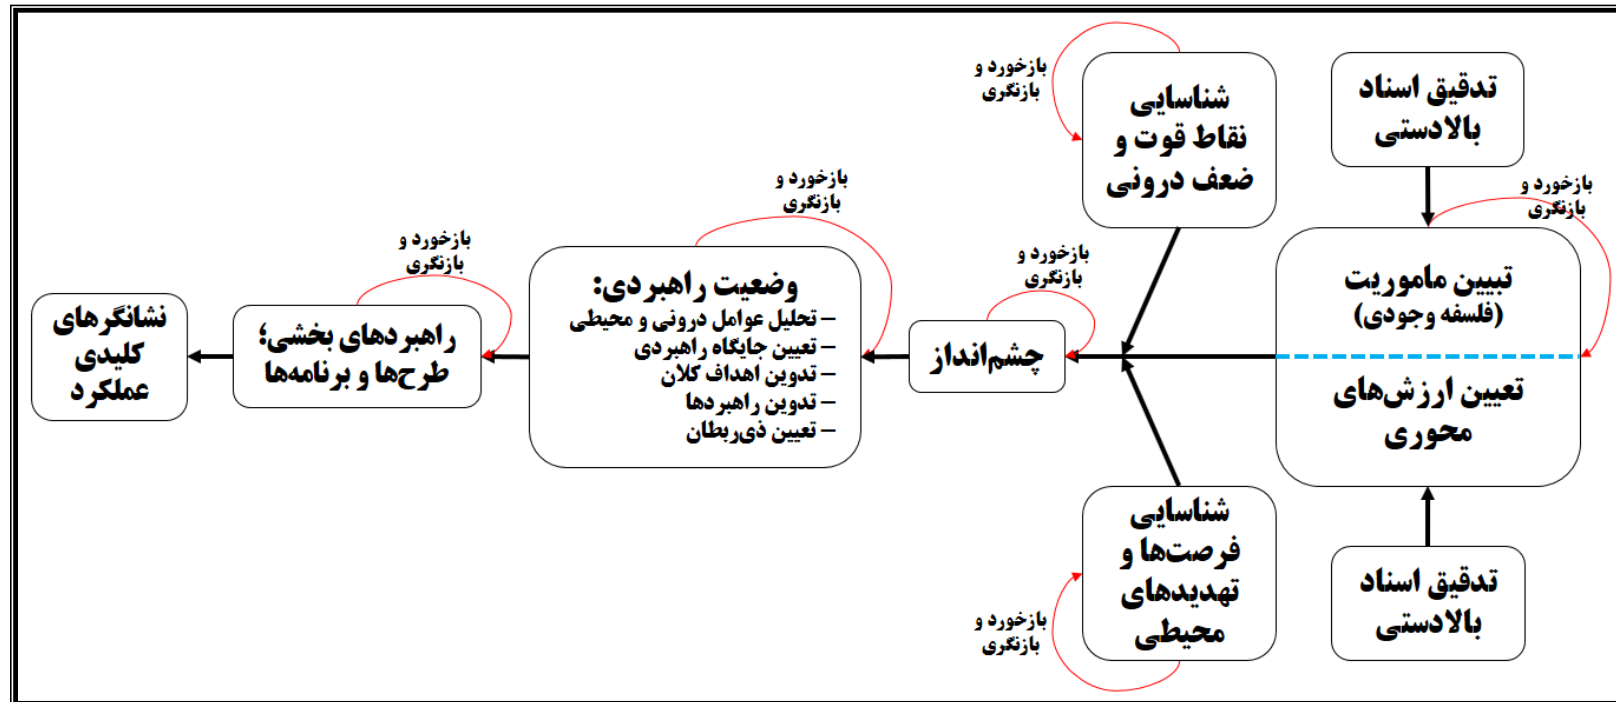 تدقیق اسناد
بالادستی
بازخورد و
بازنگری
تبیین ماموریت
(فلسفه وجودی)
تعیین ارزش‌های
محوری
تدقیق اسناد
بالادستی
بازخورد و
بازنگری
شناسایی
نقاط قوت و
ضعف درونی
شناسایی
فرصت‌ها و
تهدیدهای
محیطی
بازخورد و
بازنگری
بازخورد و
بازنگری
چشم‌انداز
بازخورد و
بازنگری
وضعیت راهبردی:
– تحلیل عوامل درونی و محیطی
– تعیین جایگاه راهبردی
– تدوین اهداف کلان
– تدوین راهبردها
– تعیین ذی‌ربطان
بازخورد و
بازنگری
راهبردهای بخشی؛
طرح‌ها و برنامه‌ها
نشانگرهای
کلیدی
عملکرد